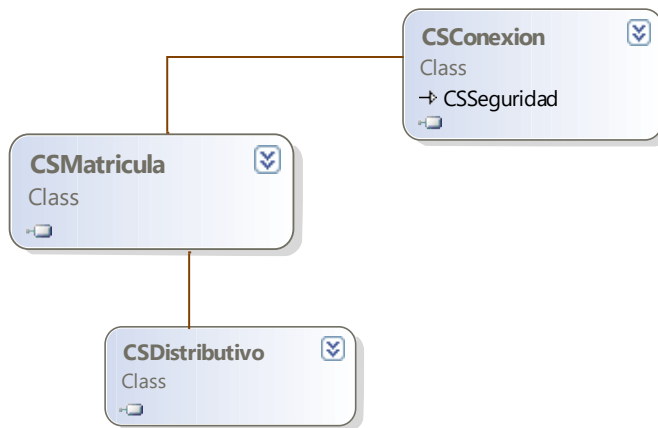 CSConexion
Class
CSSeguridad
CSMatricula
Class
CSDistributivo
Class